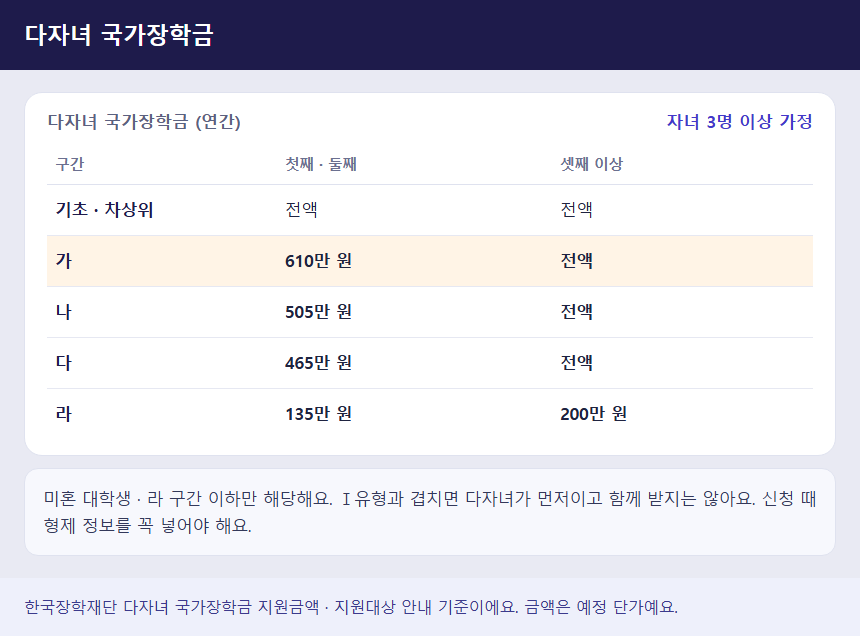 다자녀 국가장학금
다자녀 국가장학금 (연간) 자녀 3명 이상 가정
구간 첫째 · 둘째 셋째 이상
기초 · 차상위 전액 전액
가 610만 원 전액
나 505만 원 전액
다 465만 원 전액
라 135만 원 200만 원
미혼 대학생 · 라 구간 이하만 해당해요. Ⅰ유형과 겹치면 다자녀가 먼저이고 함께 받지는 않아요. 신청 때
형제 정보를 꼭 넣어야 해요.
한국장학재단 다자녀 국가장학금 지원금액 · 지원대상 안내 기준이에요. 금액은 예정 단가예요.